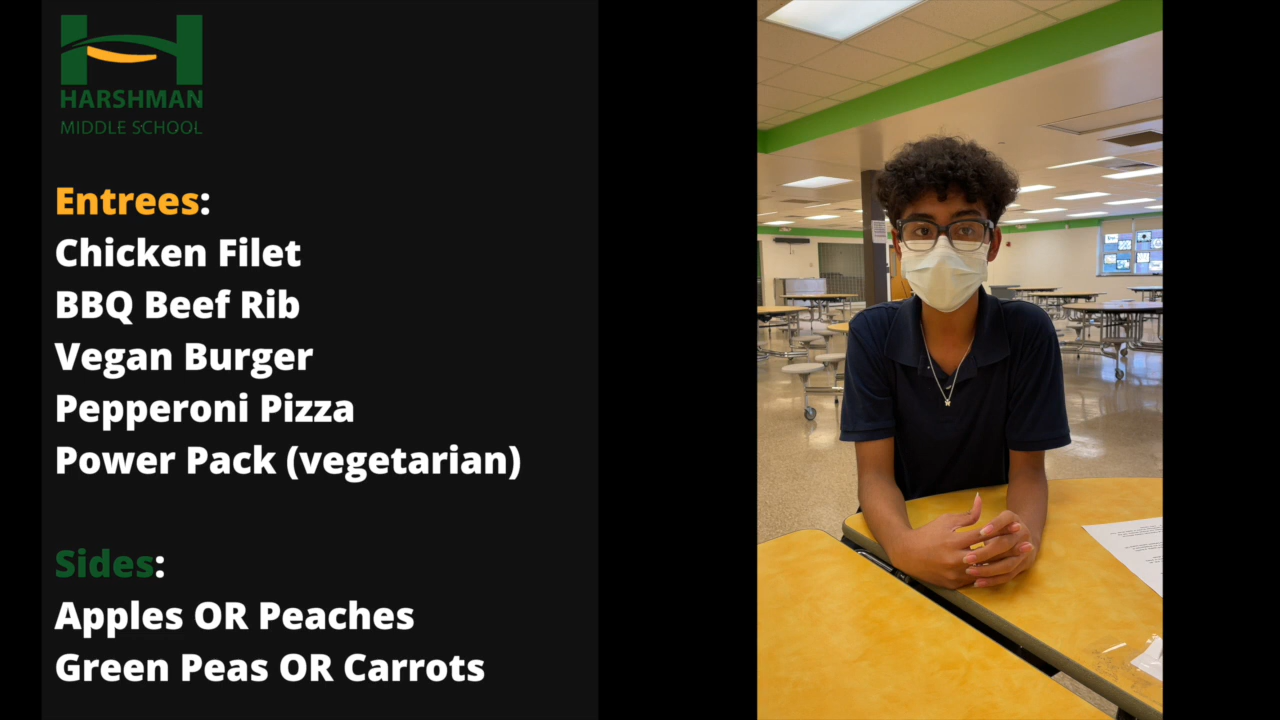 HARSHMAN
MIDDLE SCHOOL
Entrees:
Chicken Filet
BBQ Beef Rib
Vegan Burger
Pepperoni Pizza
Power Pack (vegetarian)
Sides:
Apples OR Peaches
Green Peas OR Carrots